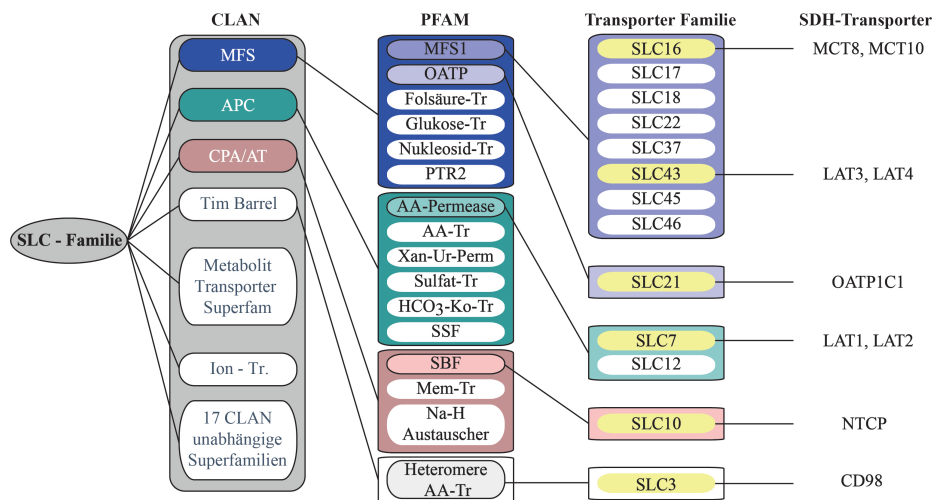 CLAN
PFAM
Transporter Familie
SDH-Transporter
SLC - Familie
MFS
APC
CPA/AT
Tim Barrel
Metabolit
Transporter
Superfam
Ion - Tr.
17 CLAN
unabhängige
Superfamilien
MFS1
OATP
Folsäure-Tr
Glukose-Tr
Nukleosid-Tr
PTR2
AA-Permease
AA-Tr
Xan-Ur-Perm
Sulfat-Tr
HCO3-Ko-Tr
SSF
SBF
Mem-Tr
Na-H
Austauscher
Heteromere
AA-Tr
SLC16
SLC17
SLC18
SLC22
SLC37
SLC43
SLC45
SLC46
SLC21
SLC7
SLC12
SLC10
SLC3
MCT8, MCT10
LAT3, LAT4
OATP1C1
LAT1, LAT2
NTCP
CD98